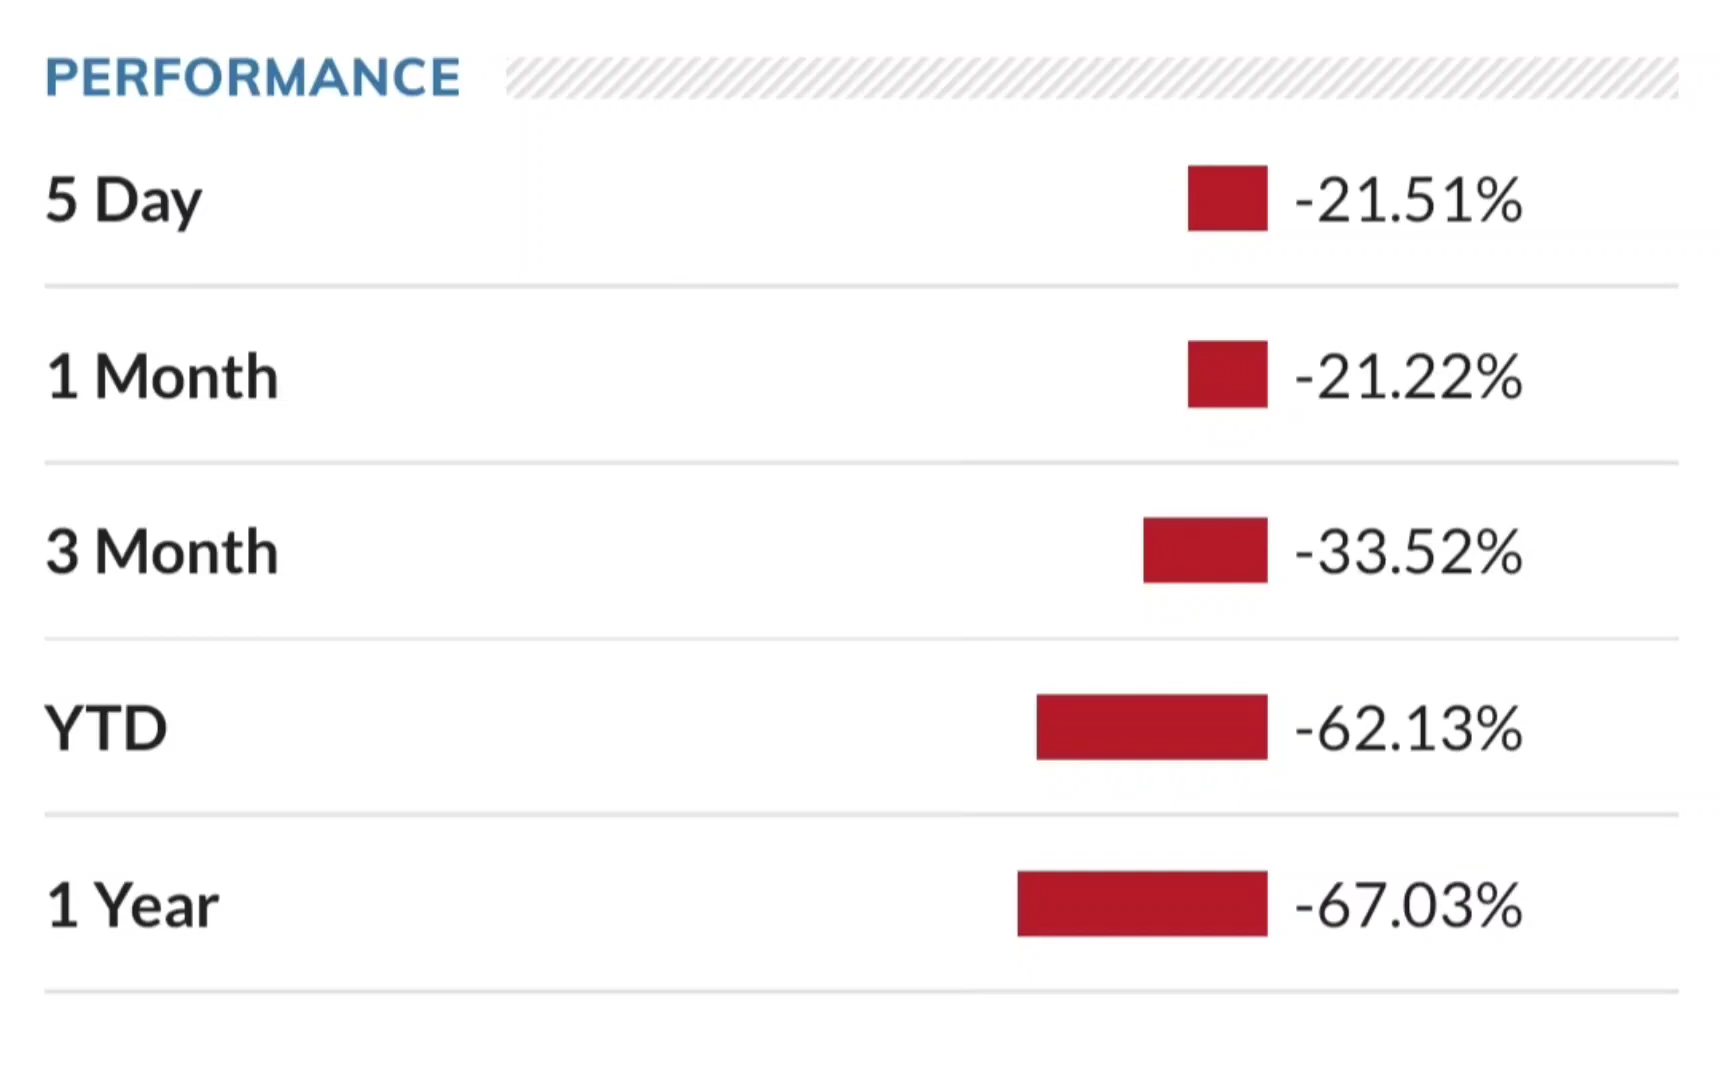 PERFORMANCE
5 Day -21.51%
1 Month -21.22%
3 Month -33.52%
YTD -62.13%
1 Year -67.03%